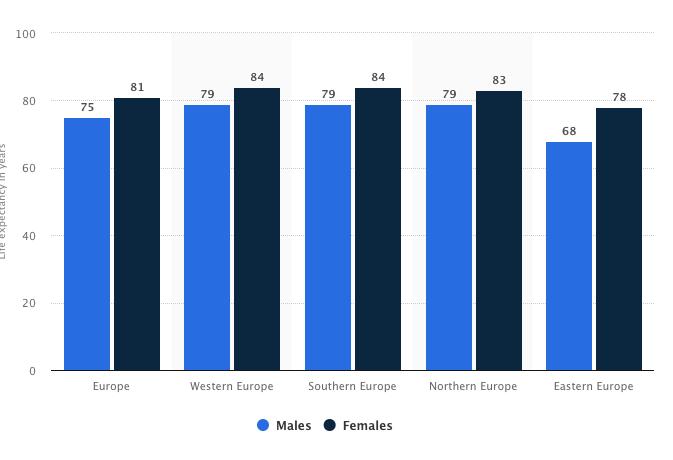 100
80
60
40
20
0
Life expectancy in years
75
81
79
84
79
84
79
83
68
78
Europe
Western Europe
Southern Europe
Northern Europe
Eastern Europe
Males
Females